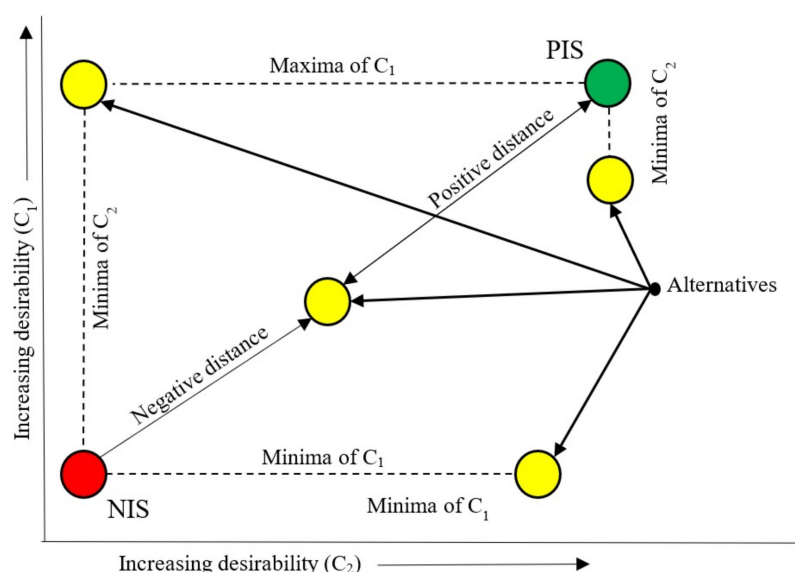 PIS
Maxima of C₁
Minima of C₂
Positive distance
Increasing desirability (C₁)
Minima of C₂
Alternatives
Negative distance
Minima of C₁
NIS
Minima of C₁
Increasing desirability (C₂)